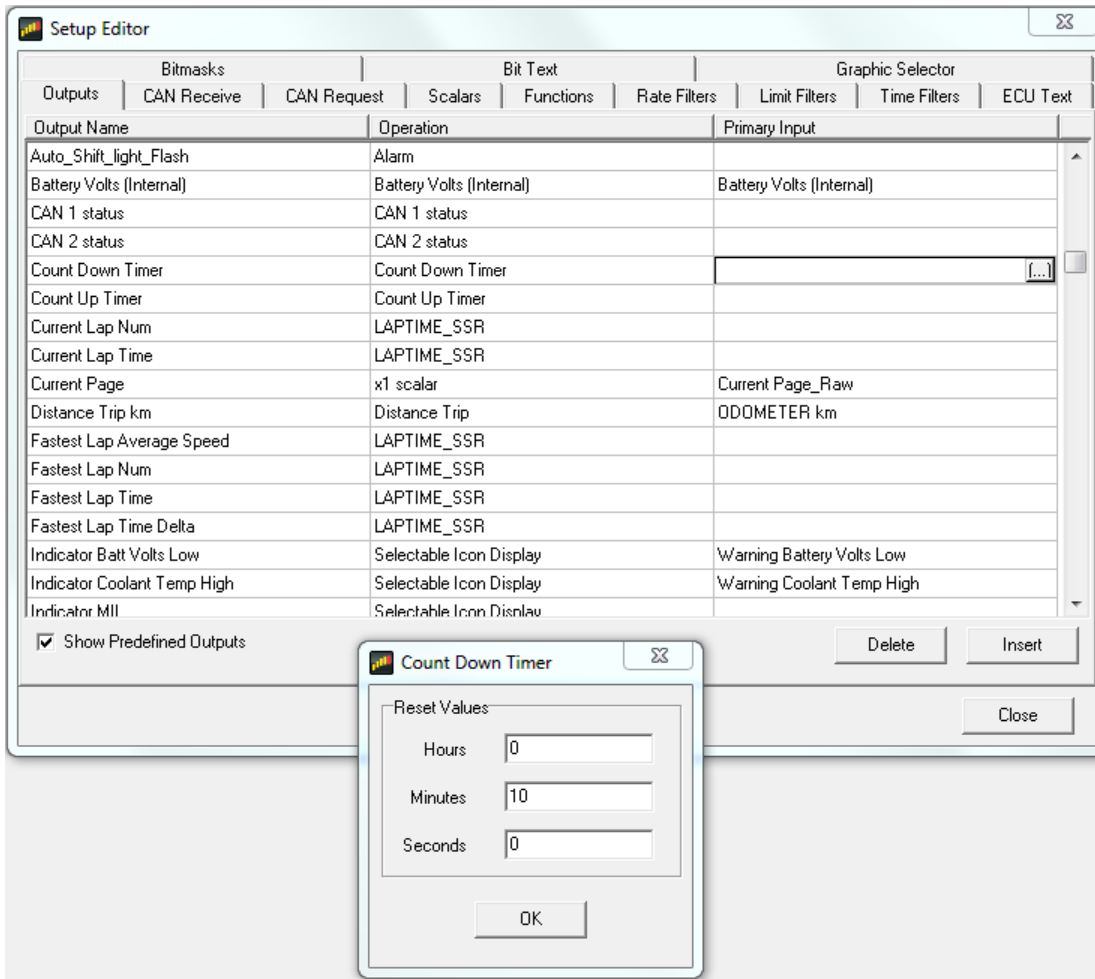 Setup Editor
Bitmasks Bit Text Graphic Selector
Outputs CAN Receive CAN Request Scalars Functions Rate Filters Limit Filters Time Filters ECU Text
Output Name Operation Primary Input
Auto_Shift_light_Flash Alarm
Battery Volts (Internal) Battery Volts (Internal) Battery Volts (Internal)
CAN 1 status CAN 1 status
CAN 2 status CAN 2 status
Count Down Timer Count Down Timer (...)
Count Up Timer Count Up Timer
Current Lap Num LAPTIME_SSR
Current Lap Time LAPTIME_SSR
Current Page x1 scalar Current Page_Raw
Distance Trip km Distance Trip ODOMETER km
Fastest Lap Average Speed LAPTIME_SSR
Fastest Lap Num LAPTIME_SSR
Fastest Lap Time LAPTIME_SSR
Fastest Lap Time Delta LAPTIME_SSR
Indicator Batt Volts Low Selectable Icon Display Warning Battery Volts Low
Indicator Coolant Temp High Selectable Icon Display Warning Coolant Temp High
Indicator MIL Selectable Icon Display
Show Predefined Outputs Delete Insert
Close
Count Down Timer
Reset Values
Hours 0
Minutes 10
Seconds 0
OK